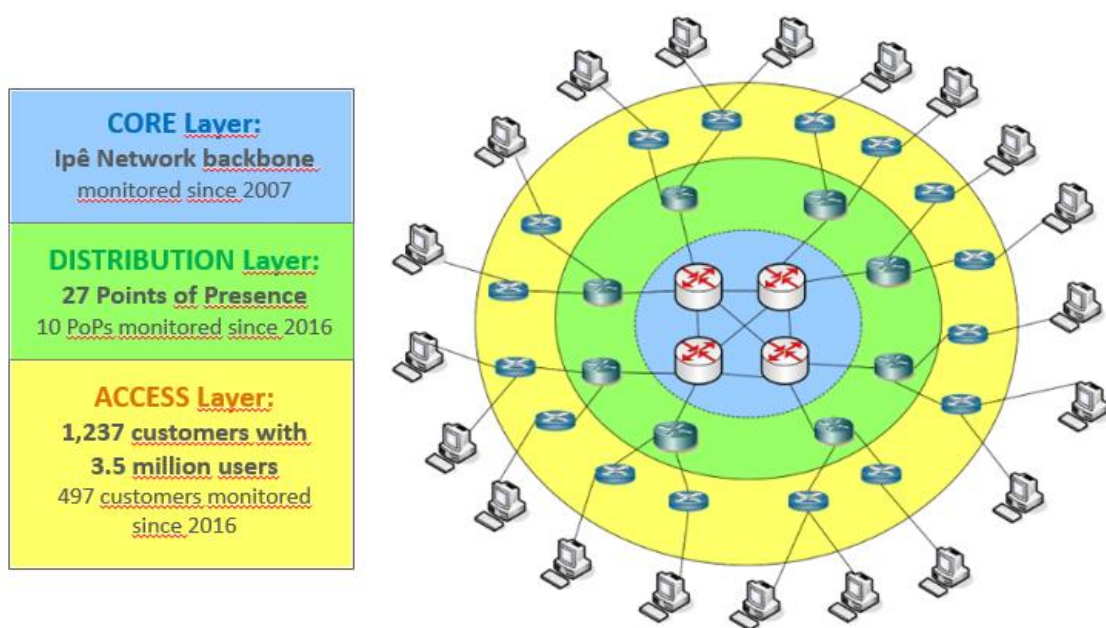 CORE Layer:
Ipê Network backbone
monitored since 2007
DISTRIBUTION Layer:
27 Points of Presence
10 PoPs monitored since 2016
ACCESS Layer:
1,237 customers with
3.5 million users
497 customers monitored
since 2016